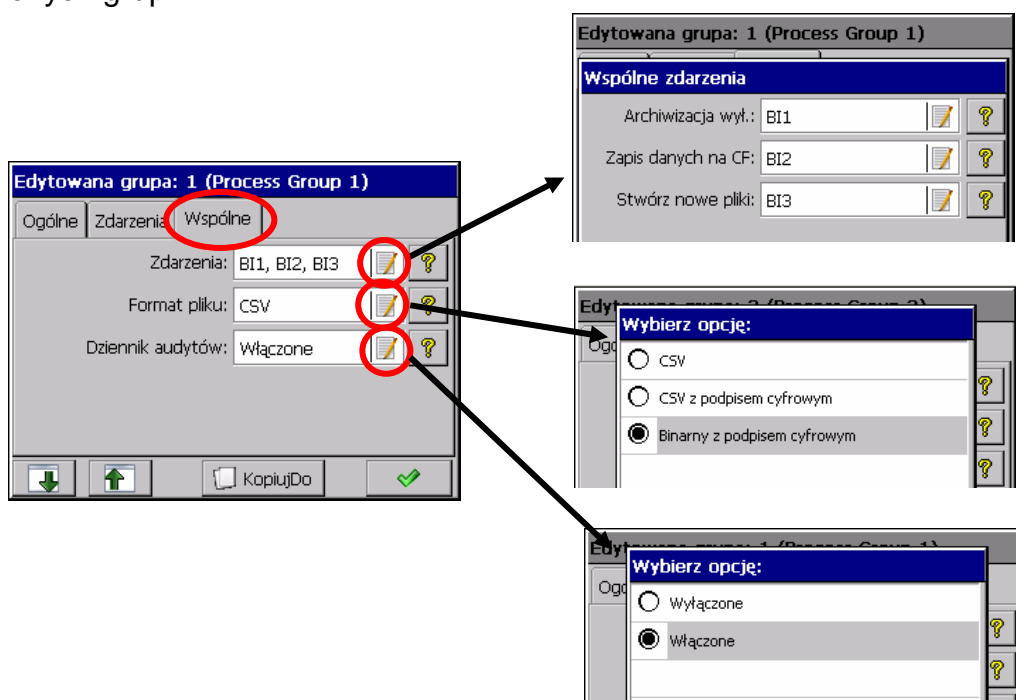 Edytowana grupa: 1 (Process Group 1)
Wspólne zdarzenia
Archiwizacja wył.: BI1
Zapis danych na CF: BI2
Stwórz nowe pliki: BI3
Edytowana grupa: 1 (Process Group 1)
Ogólne Zdarzenia Wspólne
Zdarzenia: BI1, BI2, BI3
Format pliku: CSV
Dziennik audytów: Włączone
KopiujDo
Wybierz opcję:
CSV
CSV z podpisem cyfrowym
Binarny z podpisem cyfrowym
Wybierz opcję:
Wyłączone
Włączone